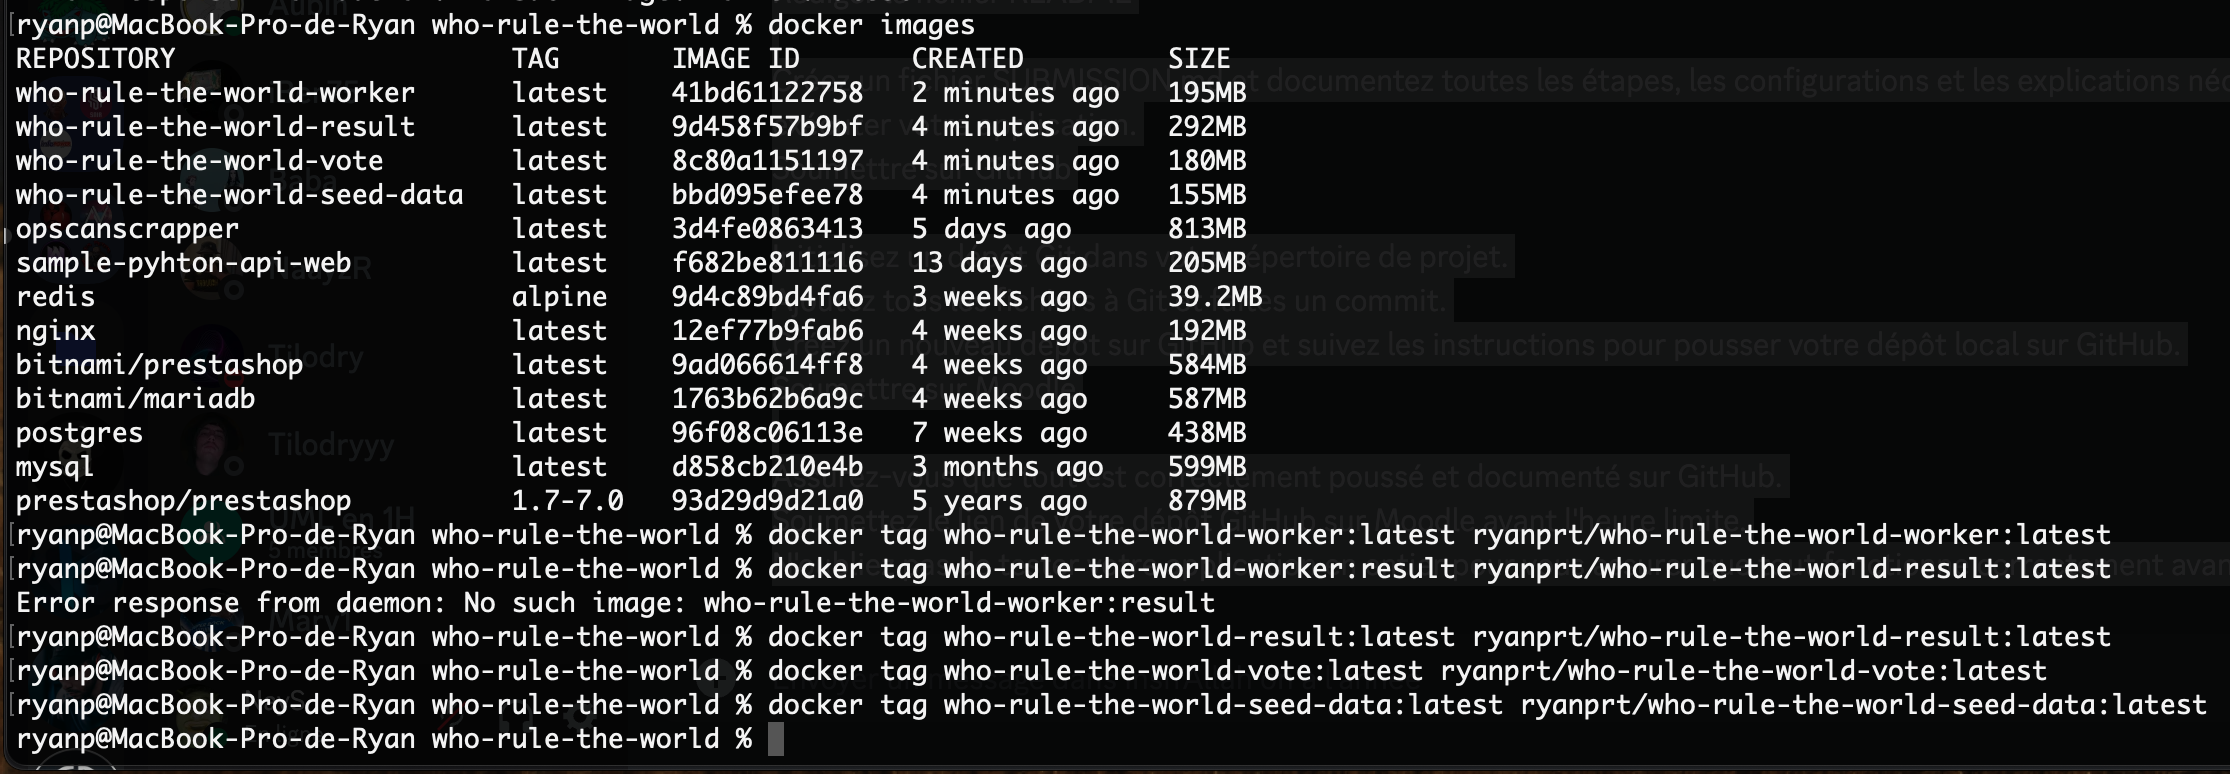 ryanp@MacBook-Pro-de-Ryan who-rule-the-world % docker images
REPOSITORY TAG IMAGE ID CREATED SIZE
who-rule-the-world-worker latest 41bd61122758 2 minutes ago 195MB
who-rule-the-world-result latest 9d458f57b9bf 4 minutes ago 292MB
who-rule-the-world-vote latest 8c80a1151197 4 minutes ago 180MB
who-rule-the-world-seed-data latest bbd095efee78 4 minutes ago 155MB
opscanscrapper latest 3d4fe0863413 5 days ago 813MB
sample-pyhton-api-web latest f682be811116 13 days ago 205MB
redis alpine 9d4c89bd4fa6 3 weeks ago 39.2MB
nginx latest 12ef77b9fab6 4 weeks ago 192MB
bitnami/prestashop latest 9ad066614ff8 4 weeks ago 584MB
bitnami/mariadb latest 1763b62b6a9c 4 weeks ago 587MB
postgres latest 96f08c06113e 7 weeks ago 438MB
mysql latest d858cb210e4b 3 months ago 599MB
prestashop/prestashop 1.7-7.0 93d29d9d21a0 5 years ago 879MB
[ryanp@MacBook-Pro-de-Ryan who-rule-the-world % docker tag who-rule-the-world-worker:latest ryanprt/who-rule-the-world-worker:latest
[ryanp@MacBook-Pro-de-Ryan who-rule-the-world % docker tag who-rule-the-world-worker:result ryanprt/who-rule-the-world-result:latest
Error response from daemon: No such image: who-rule-the-world-worker:result
[ryanp@MacBook-Pro-de-Ryan who-rule-the-world % docker tag who-rule-the-world-result:latest ryanprt/who-rule-the-world-result:latest
[ryanp@MacBook-Pro-de-Ryan who-rule-the-world % docker tag who-rule-the-world-vote:latest ryanprt/who-rule-the-world-vote:latest
[ryanp@MacBook-Pro-de-Ryan who-rule-the-world % docker tag who-rule-the-world-seed-data:latest ryanprt/who-rule-the-world-seed-data:latest
ryanp@MacBook-Pro-de-Ryan who-rule-the-world %